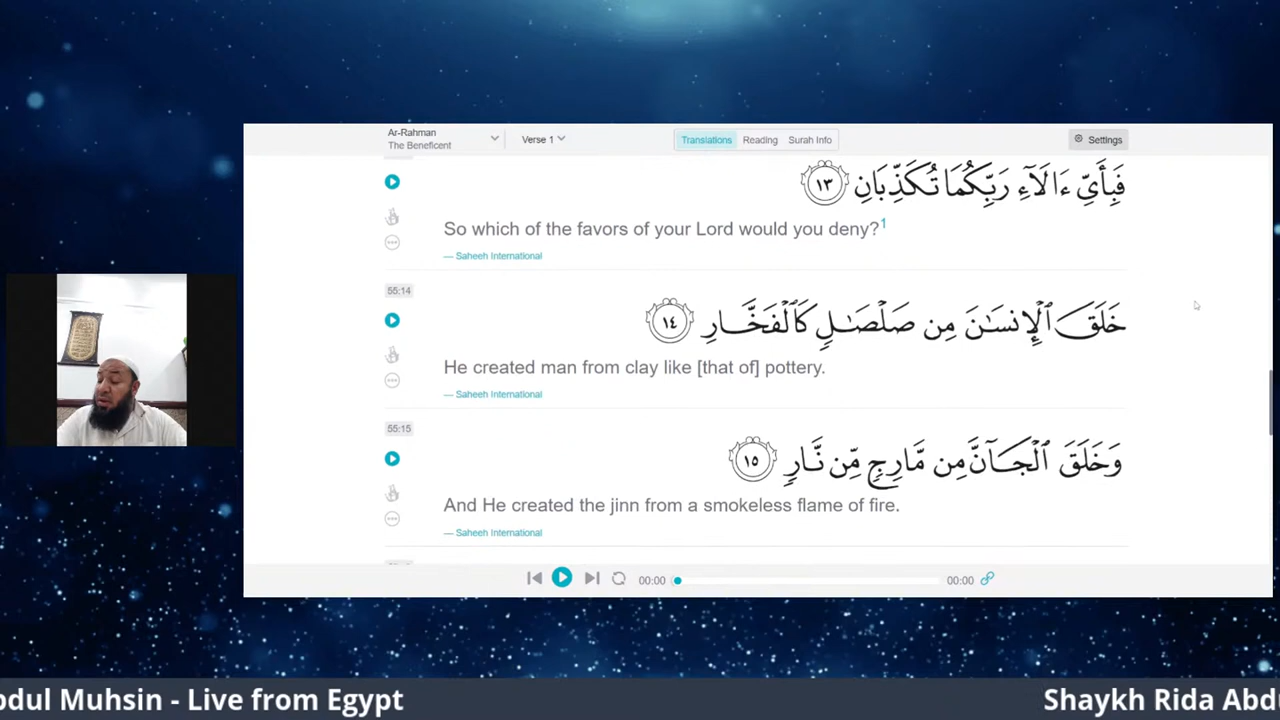 Ar-Rahman
The Beneficent
Verse 1
Translations Reading Surah Info
Settings
فَبِأَيِّ ءَالَآءِ رَبِّكُمَا تُكَذِّبَانِ ١٣
So which of the favors of your Lord would you deny?1
— Saheeh International
55:14
خَلَقَ ٱلْإِنسَـٰنَ مِن صَلْصَـٰلٍ كَٱلْفَخَّارِ ١٤
He created man from clay like [that of] pottery.
— Saheeh International
55:15
وَخَلَقَ ٱلْجَآنَّ مِن مَّارِجٍ مِّن نَّارٍ ١٥
And He created the jinn from a smokeless flame of fire.
— Saheeh International
00:00 00:00
bdul Muhsin - Live from Egypt Shaykh Rida Abd